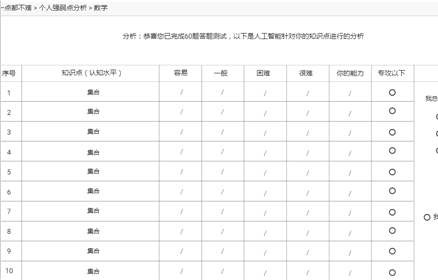 一点都不难 > 个人强弱点分析 > 数学
分析：恭喜您已完成60题答题测试，以下是人工智能针对你的知识点进行的分析
序号 知识点（认知水平） 容易 一般 困难 很难 你的能力 专攻以下
1 集合 / / / / /
我总
2 集合 / / / / /
3 集合 / / / / /
4 集合 / / / / /
5 集合 / / / / /
6 集合 / / / / /
7 集合 / / / / /
我
8 集合 / / / / /
9 集合 / / / / /
10 集合 / / / / /